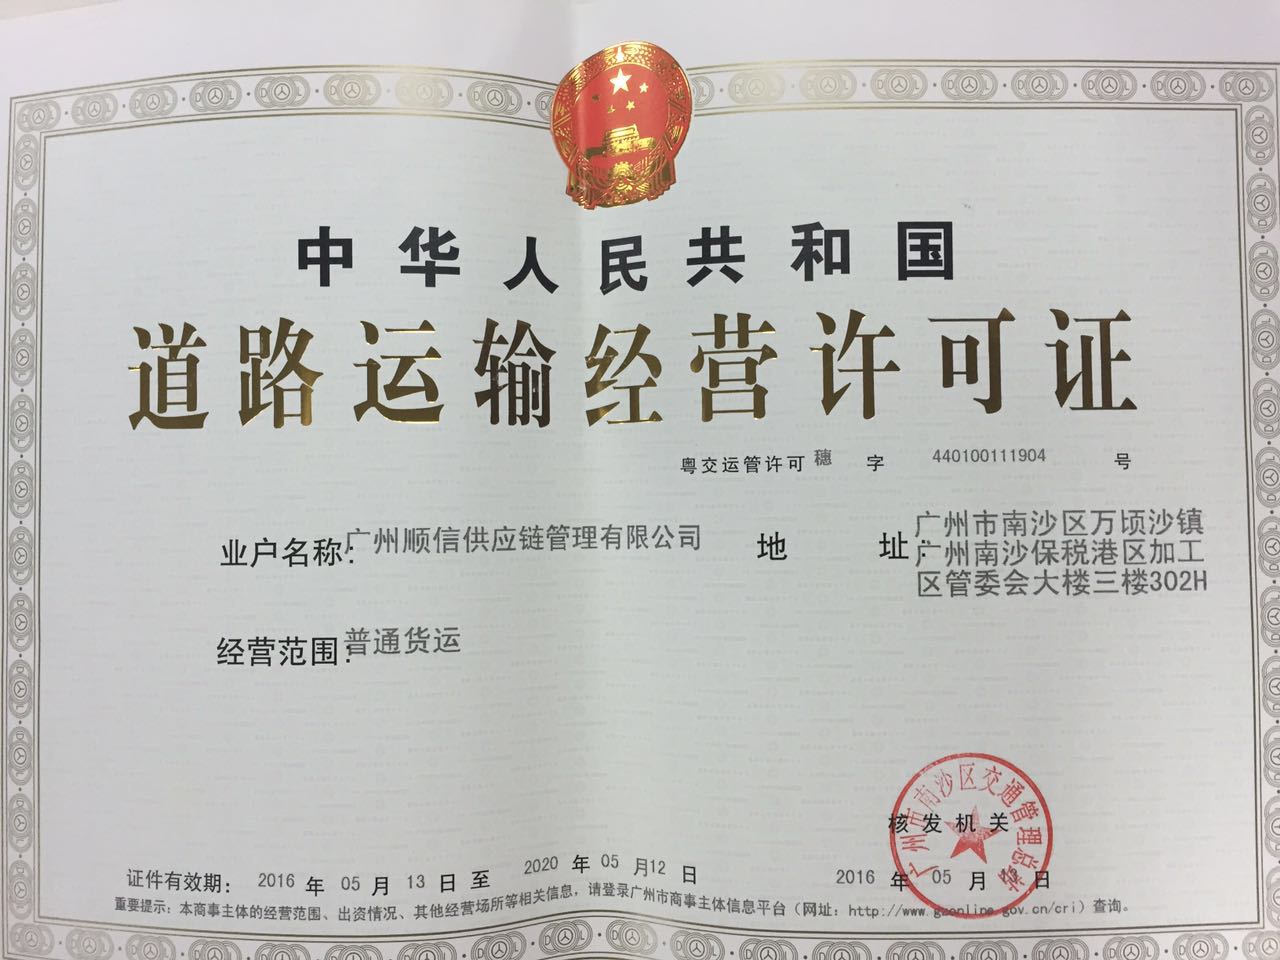 中华人民共和国
道路运输经营许可证
粤交运管许可 穗 字 440100111904 号
业户名称: 广州顺信供应链管理有限公司
地 址: 广州市南沙区万顷沙镇
广州南沙保税港区加工
区管委会大楼三楼302H
经营范围: 普通货运
广州市南沙区交通管理总站
核发机关
证件有效期: 2016 年 05 月 13 日 至 2020 年 05 月 12 日
2016 年 05 月 13 日
重要提示: 本商事主体的经营范围、出资情况、其他经营场所等相关信息, 请登录广州市商事主体信息平台 (网址: http://www.gzonline.gov.cn/cri) 查询。